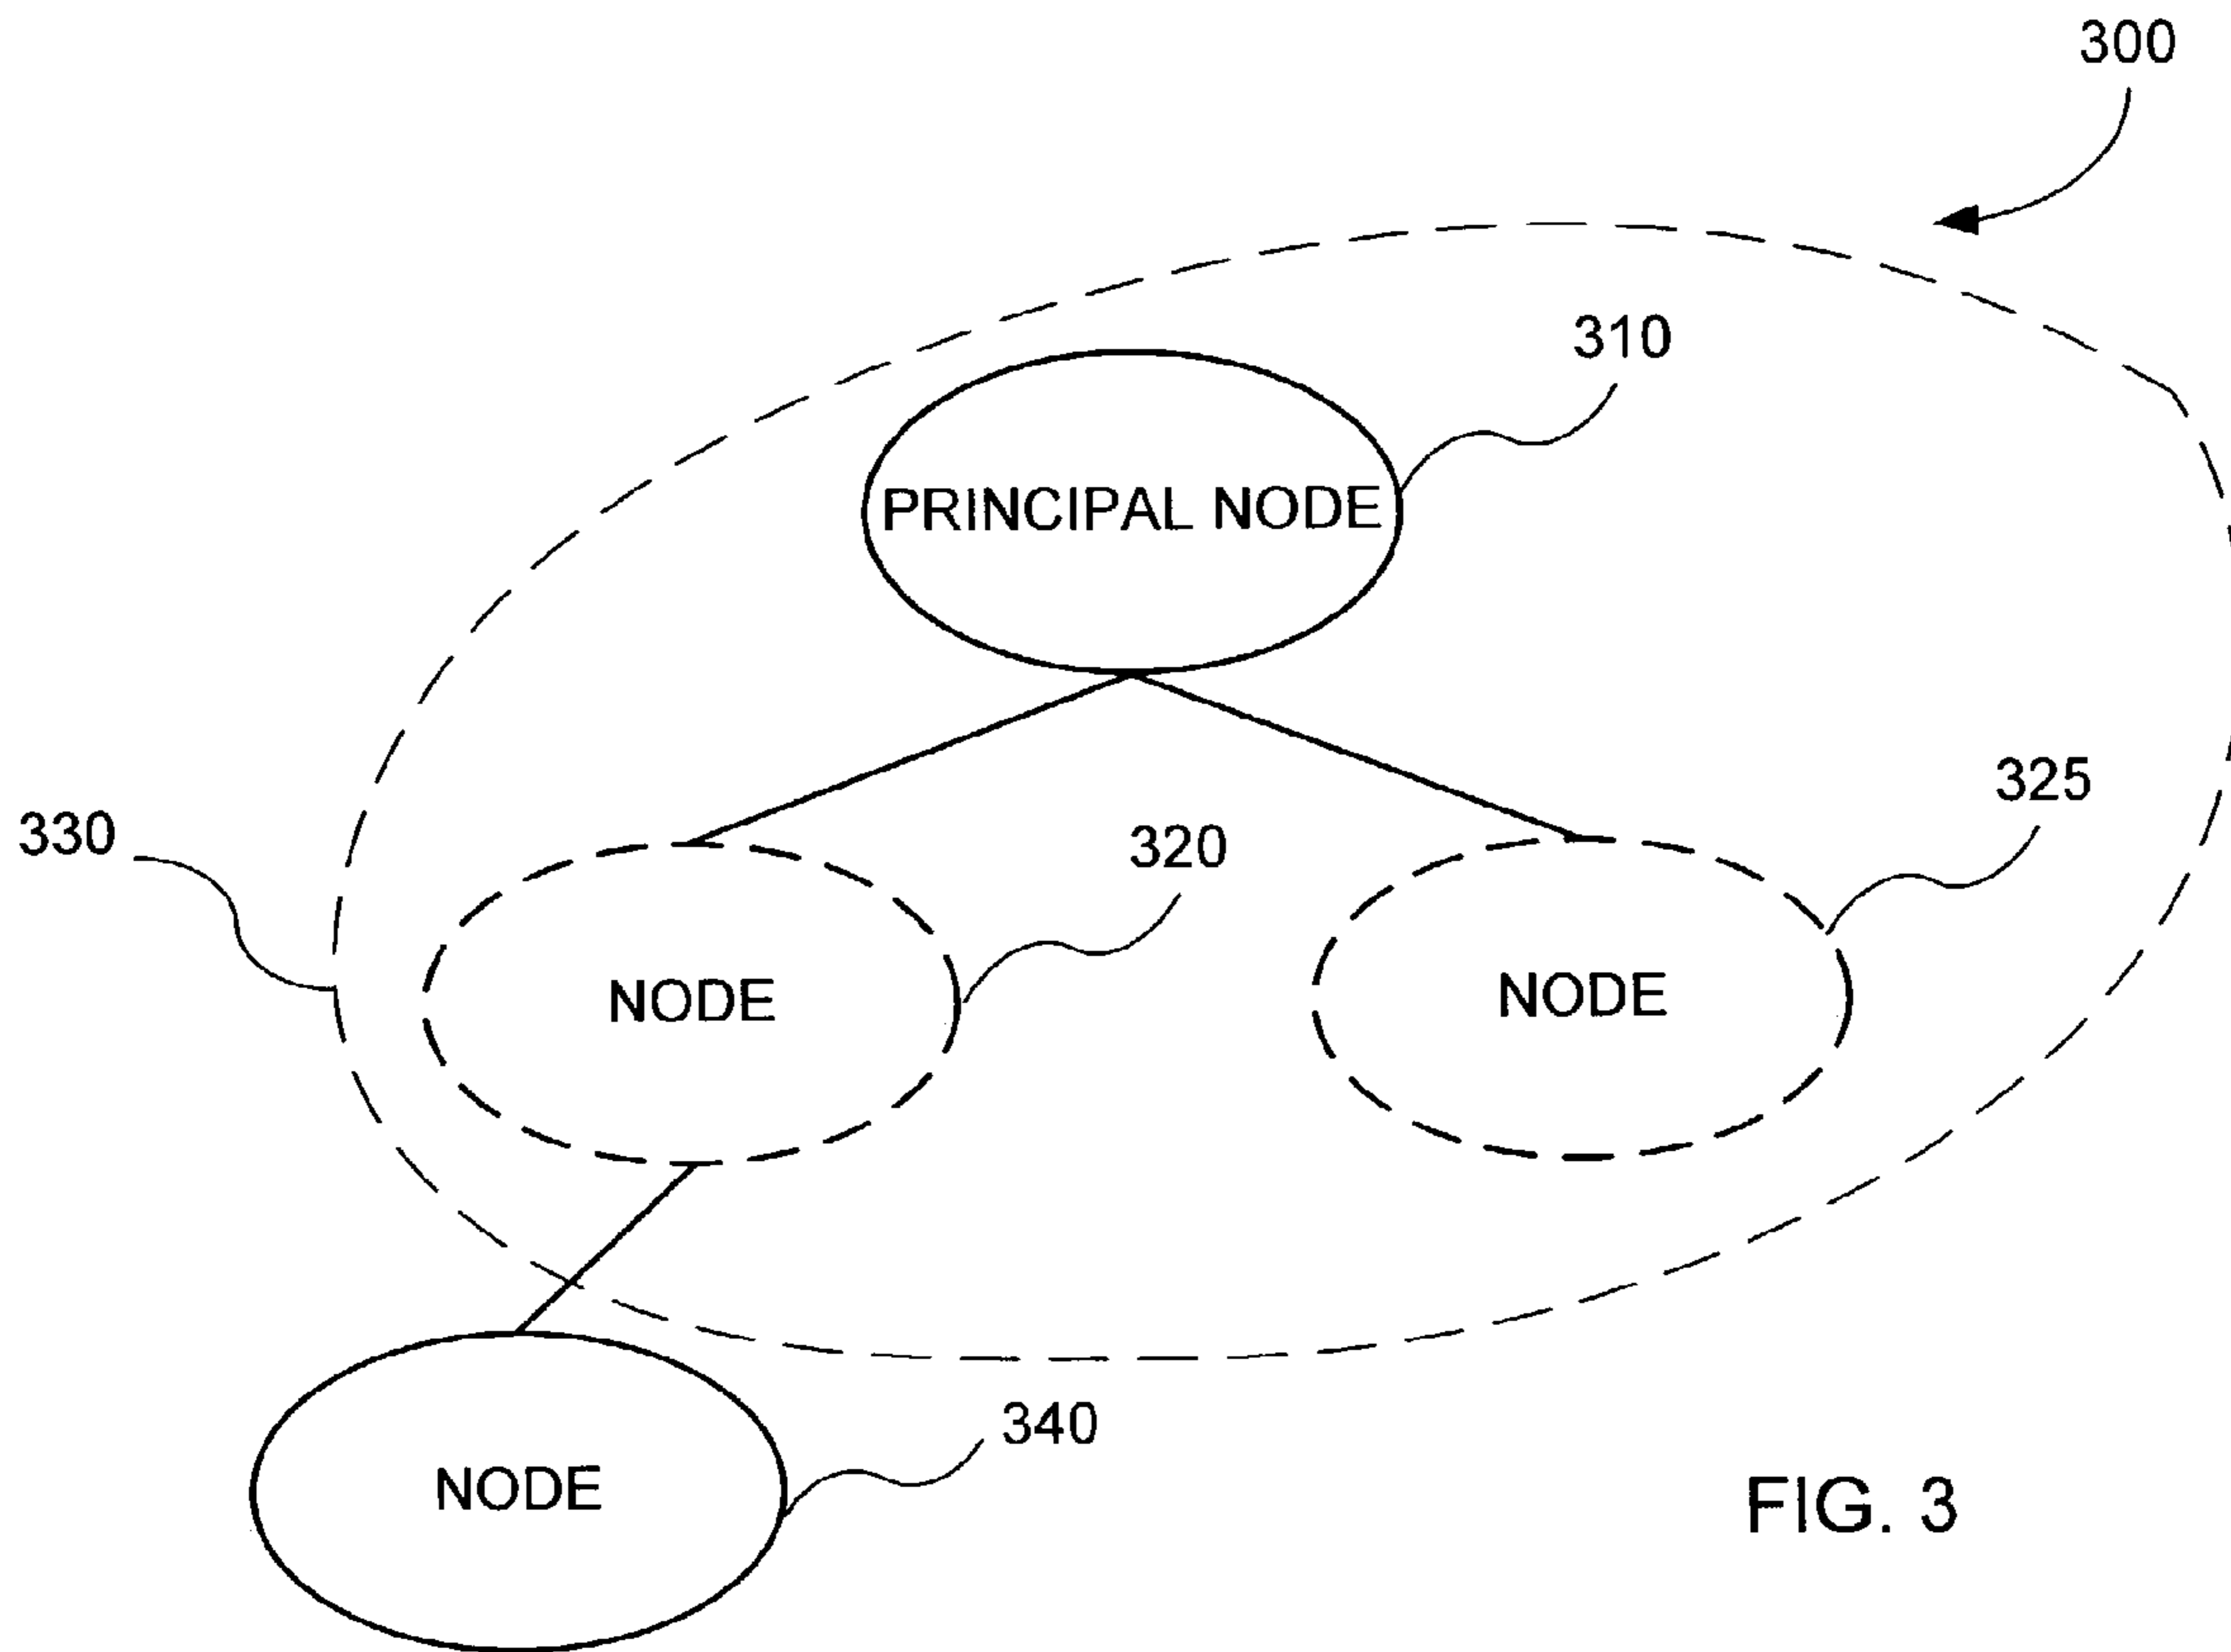 300
310
PRINCIPAL NODE
325
330
320
NODE
NODE
340
NODE
FIG. 3